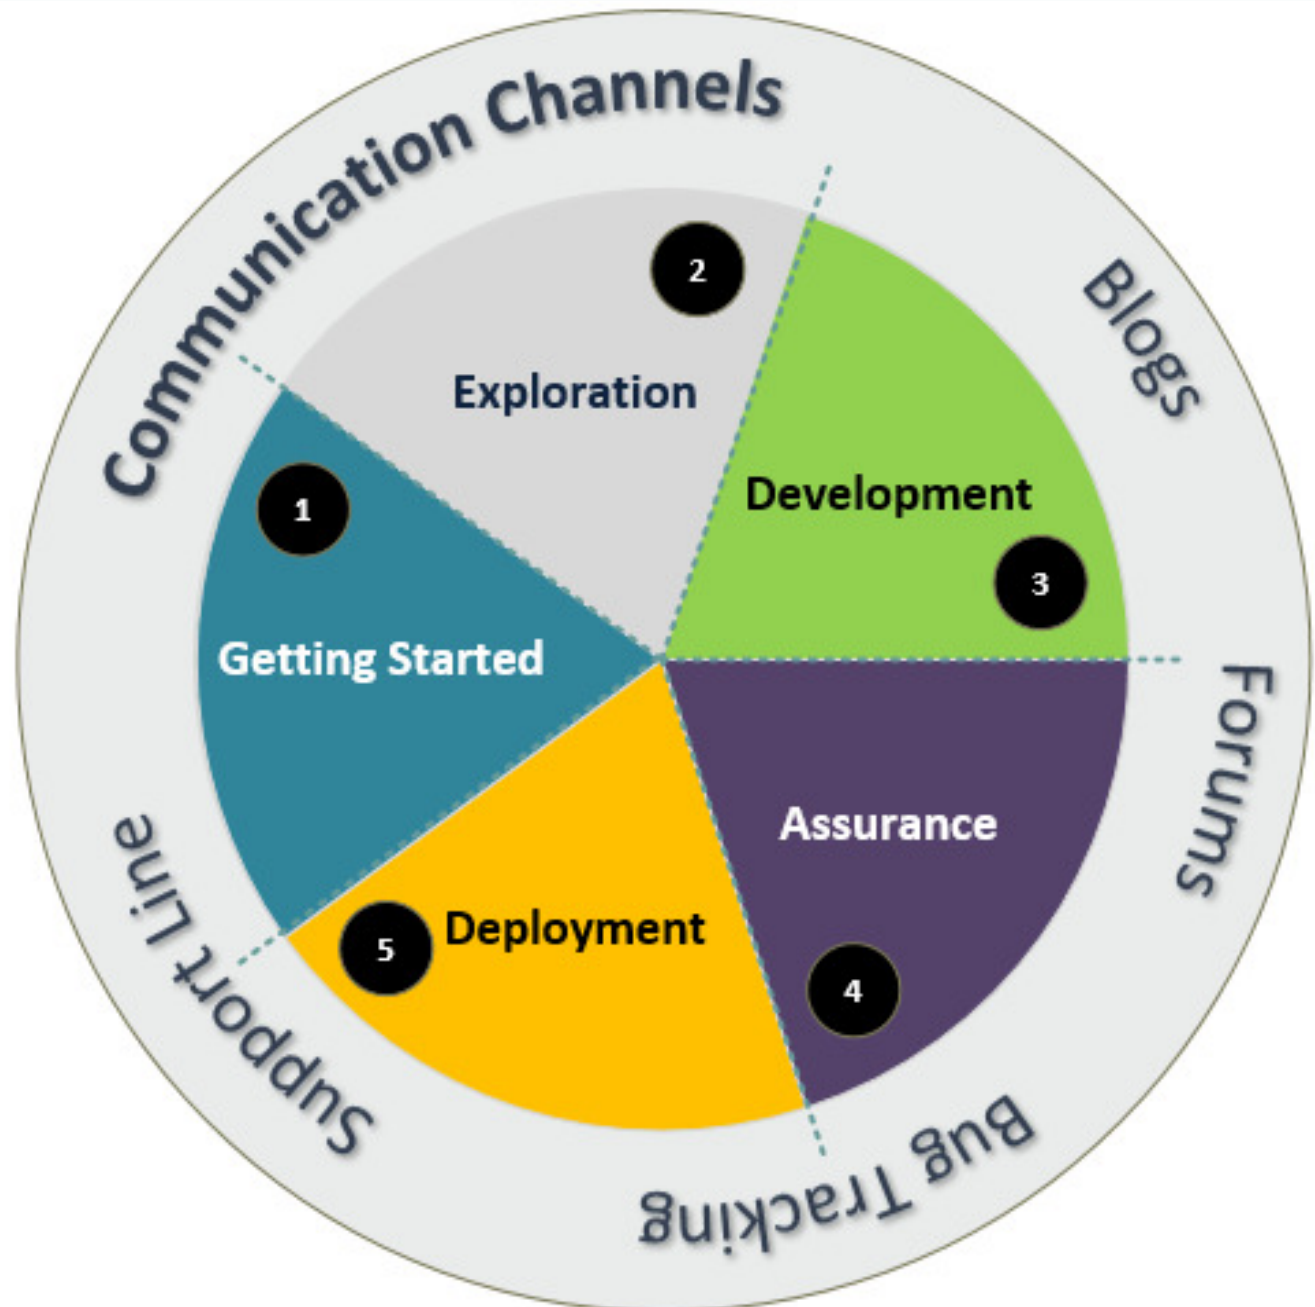 Communication Channels
Blogs
Forums
Bug Tracking
Support Line
1
Getting Started
2
Exploration
Development
3
Assurance
4
5
Deployment